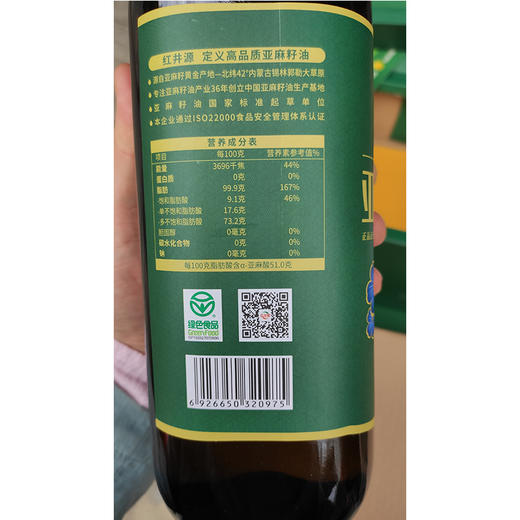 红井源 定义高品质亚麻籽油
• 源自亚麻籽黄金产地—北纬42°内蒙古锡林郭勒大草原
• 专注亚麻籽油产业36年创立中国亚麻籽油生产基地
• 亚麻籽油国家标准起草单位
• 本企业通过ISO22000食品安全管理体系认证
营养成分表
项目 每100克 营养素参考值%
能量 3696千焦 44%
蛋白质 0克 0%
脂肪 99.9克 167%
-饱和脂肪酸 9.1克 46%
-单不饱和脂肪酸 17.6克
-多不饱和脂肪酸 73.2克
胆固醇 0毫克 0%
碳水化合物 0克 0%
钠 0毫克 0%
每100克脂肪酸含α-亚麻酸51.0克
绿色食品
GreenFood
6 926650 320975
亚